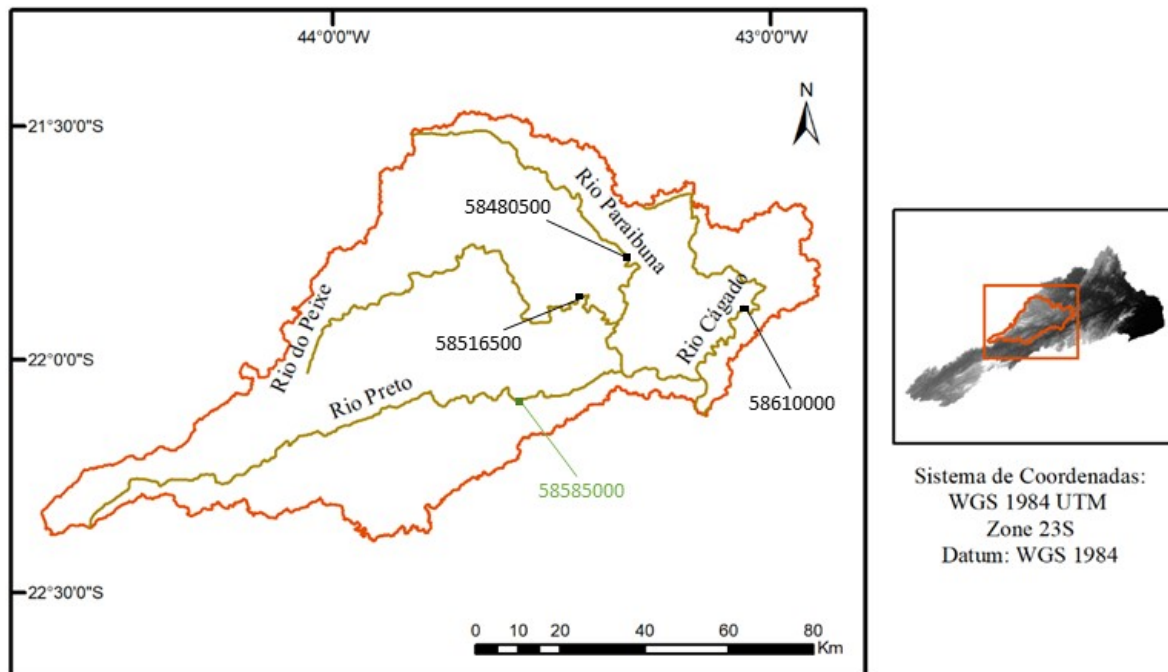 44°0'0"W
43°0'0"W
N
21°30'0"S
Rio Paraibuna
58480500
Rio do Peixe
Rio Cágado
58516500
22°0'0"S
Rio Preto
58610000
58585000
22°30'0"S
0 10 20 40 60 80
Km
Sistema de Coordenadas:
WGS 1984 UTM
Zone 23S
Datum: WGS 1984